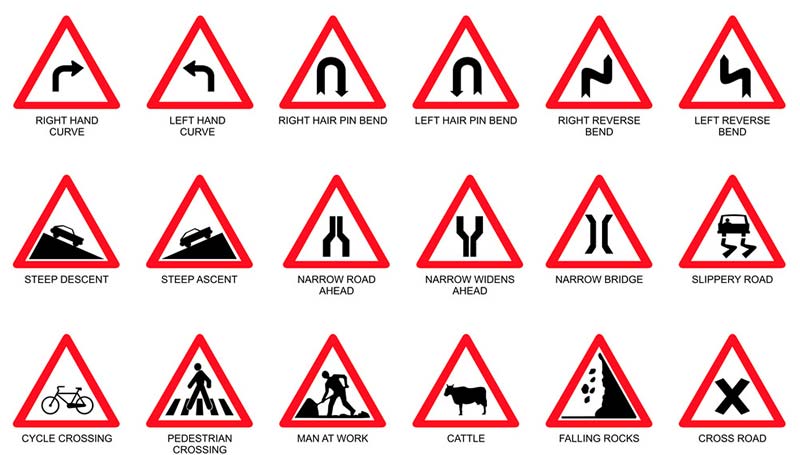 RIGHT HAND
CURVE
LEFT HAND
CURVE
RIGHT HAIR PIN BEND
LEFT HAIR PIN BEND
RIGHT REVERSE
BEND
LEFT REVERSE
BEND
STEEP DESCENT
STEEP ASCENT
NARROW ROAD
AHEAD
NARROW WIDENS
AHEAD
NARROW BRIDGE
SLIPPERY ROAD
CYCLE CROSSING
PEDESTRIAN
CROSSING
MAN AT WORK
CATTLE
FALLING ROCKS
CROSS ROAD